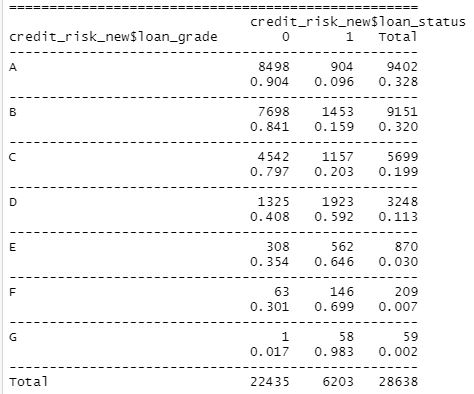 ==================================================
credit_risk_new$loan_status
credit_risk_new$loan_grade 0 1 Total
--------------------------------------------------
A 8498 904 9402
0.904 0.096 0.328
--------------------------------------------------
B 7698 1453 9151
0.841 0.159 0.320
--------------------------------------------------
C 4542 1157 5699
0.797 0.203 0.199
--------------------------------------------------
D 1325 1923 3248
0.408 0.592 0.113
--------------------------------------------------
E 308 562 870
0.354 0.646 0.030
--------------------------------------------------
F 63 146 209
0.301 0.699 0.007
--------------------------------------------------
G 1 58 59
0.017 0.983 0.002
--------------------------------------------------
Total 22435 6203 28638